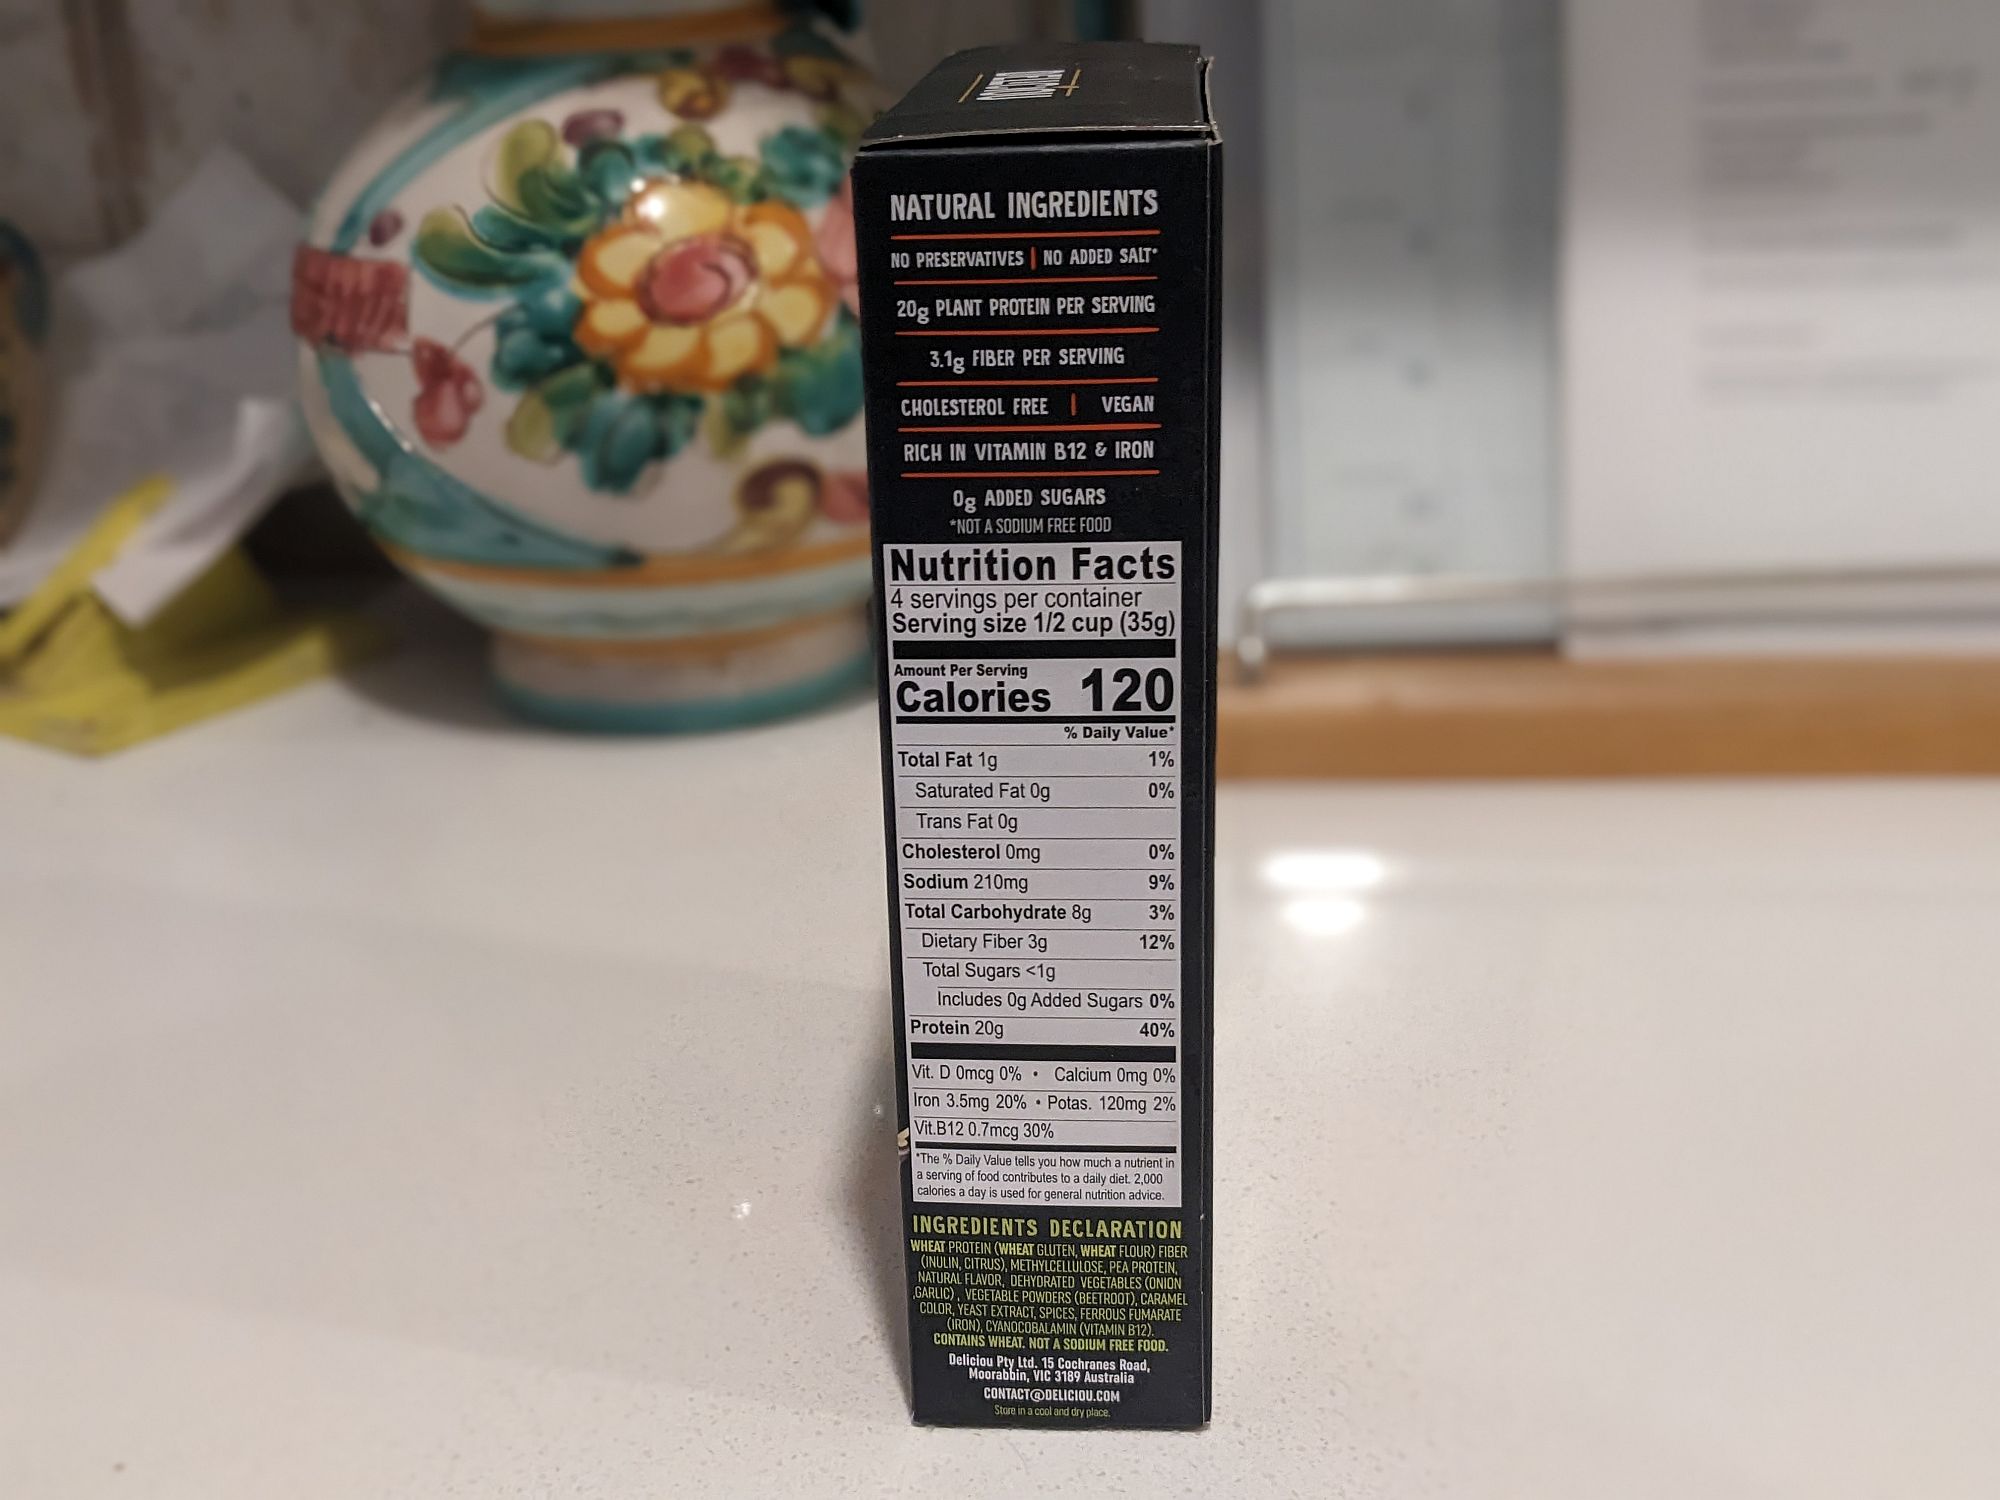 NATURAL INGREDIENTS
NO PRESERVATIVES | NO ADDED SALT*
20g PLANT PROTEIN PER SERVING
3.1g FIBER PER SERVING
CHOLESTEROL FREE | VEGAN
RICH IN VITAMIN B12 & IRON
0g ADDED SUGARS
*NOT A SODIUM FREE FOOD
Nutrition Facts
4 servings per container
Serving size 1/2 cup (35g)
Amount Per Serving
Calories 120
% Daily Value*
Total Fat 1g 1%
Saturated Fat 0g 0%
Trans Fat 0g
Cholesterol 0mg 0%
Sodium 210mg 9%
Total Carbohydrate 8g 3%
Dietary Fiber 3g 12%
Total Sugars <1g
Includes 0g Added Sugars 0%
Protein 20g 40%
Vit. D 0mcg 0% • Calcium 0mg 0%
Iron 3.5mg 20% • Potas. 120mg 2%
Vit.B12 0.7mcg 30%
*The % Daily Value tells you how much a nutrient in
a serving of food contributes to a daily diet. 2,000
calories a day is used for general nutrition advice.
INGREDIENTS DECLARATION
WHEAT PROTEIN (WHEAT GLUTEN, WHEAT FLOUR) FIBER
(INULIN, CITRUS), METHYLCELLULOSE, PEA PROTEIN,
NATURAL FLAVOR, DEHYDRATED VEGETABLES (ONION
,GARLIC), VEGETABLE POWDERS (BEETROOT), CARAMEL
COLOR, YEAST EXTRACT, SPICES, FERROUS FUMARATE
(IRON), CYANOCOBALAMIN (VITAMIN B12).
CONTAINS WHEAT. NOT A SODIUM FREE FOOD.
Deliciou Pty Ltd. 15 Cochranes Road,
Moorabbin, VIC 3189 Australia
CONTACT@DELICIOU.COM
Store in a cool and dry place.